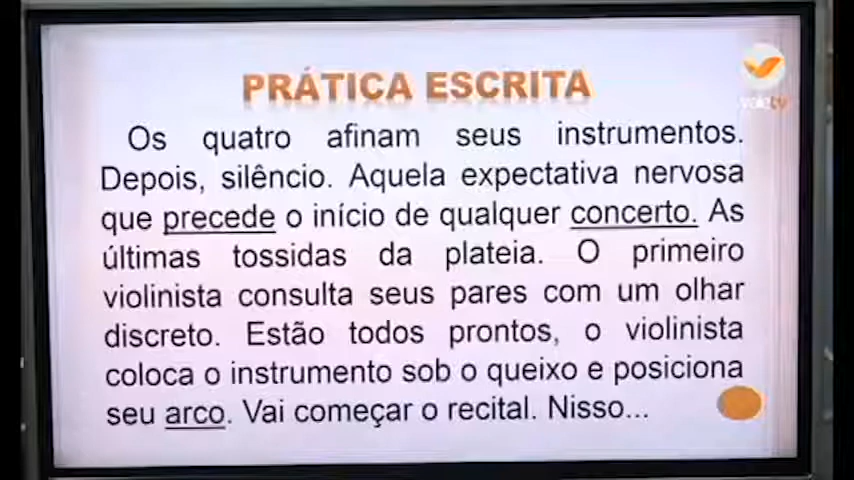 PRÁTICA ESCRITA
Os quatro afinam seus instrumentos.
Depois, silêncio. Aquela expectativa nervosa
que precede o início de qualquer concerto. As
últimas tossidas da plateia. O primeiro
violinista consulta seus pares com um olhar
discreto. Estão todos prontos, o violinista
coloca o instrumento sob o queixo e posiciona
seu arco. Vai começar o recital. Nisso...